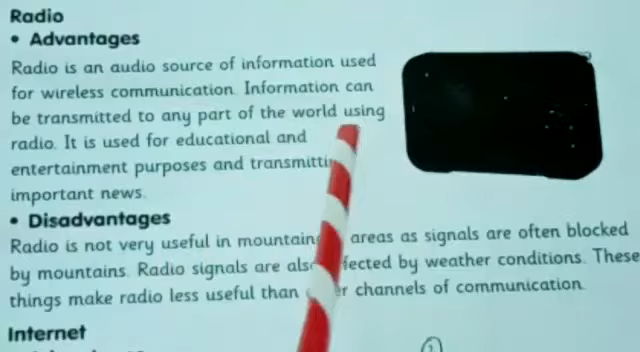 Radio
• Advantages
Radio is an audio source of information used
for wireless communication. Information can
be transmitted to any part of the world using
radio. It is used for educational and
entertainment purposes and
important news.
• Disadvantages
Radio is not very useful in areas as signals are often blocked
by mountains. Radio signals are by weather conditions. These
things make radio less useful than channels of communication.
Internet